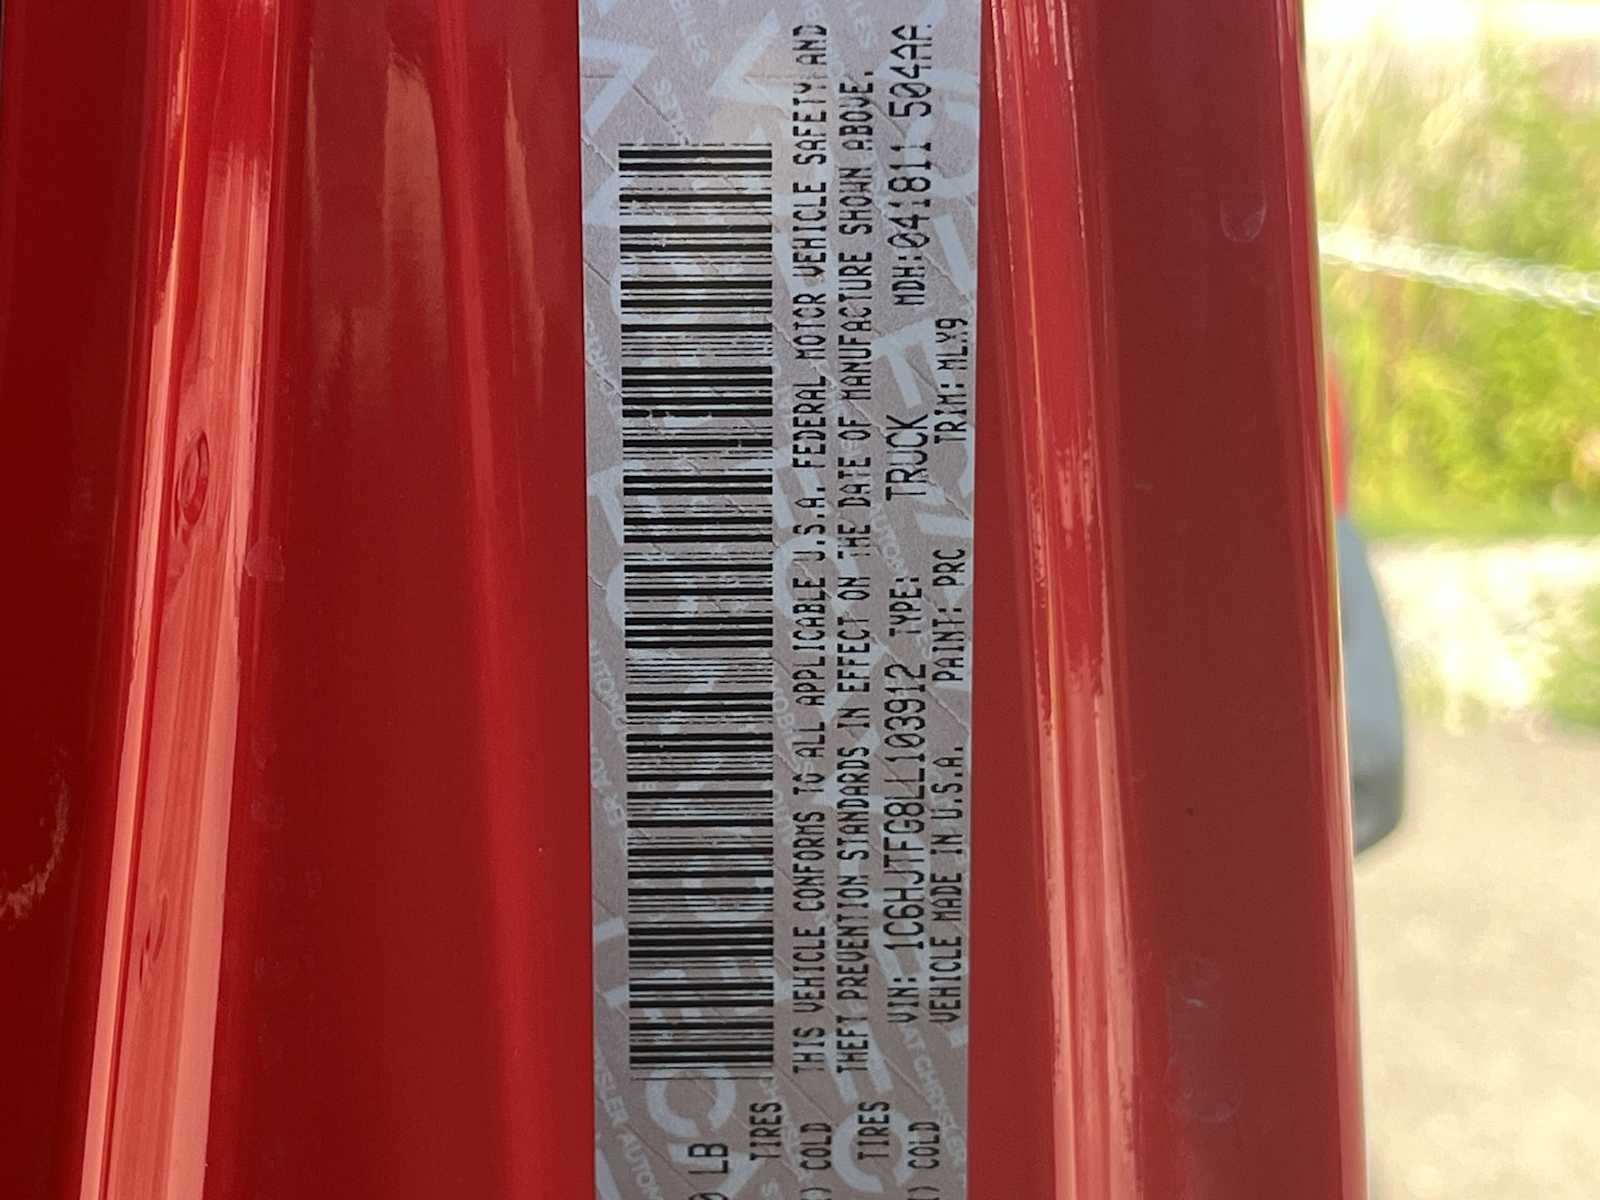 THIS VEHICLE CONFORMS TO ALL APPLICABLE U.S.A. FEDERAL MOTOR VEHICLE SAFETY AND
THEFT PREVENTION STANDARDS IN EFFECT ON THE DATE OF MANUFACTURE SHOWN ABOVE.
VIN: 1C6HJTFG8LL103912 TYPE: TRUCK MDH:041811 504AA
VEHICLE MADE IN U.S.A. PAINT: PRC TRIM: MLX9
LB
TIRES
COLD
TIRES
COLD